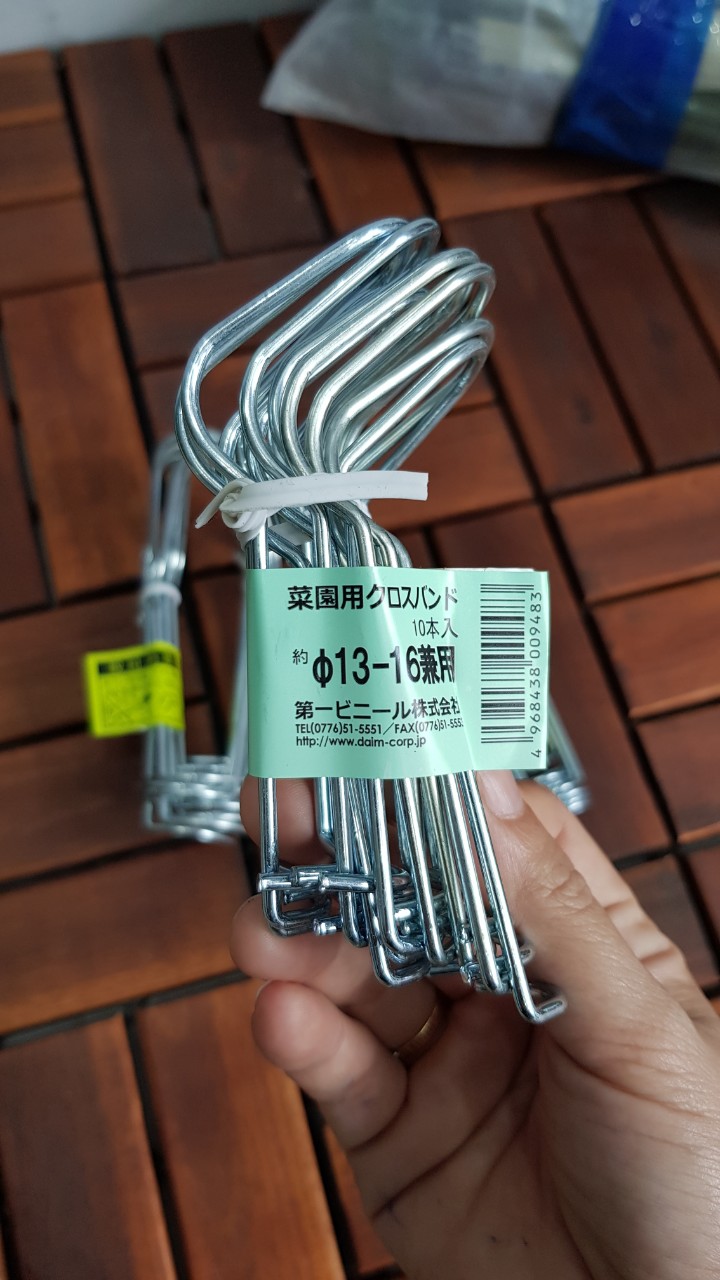 菜園用クロスバンド
10本入
約 φ13-16兼用
第一ビニール株式会社
TEL(0776)51-5551/FAX(0776)51-555
http://www.daim-corp.jp
4 968438 009483